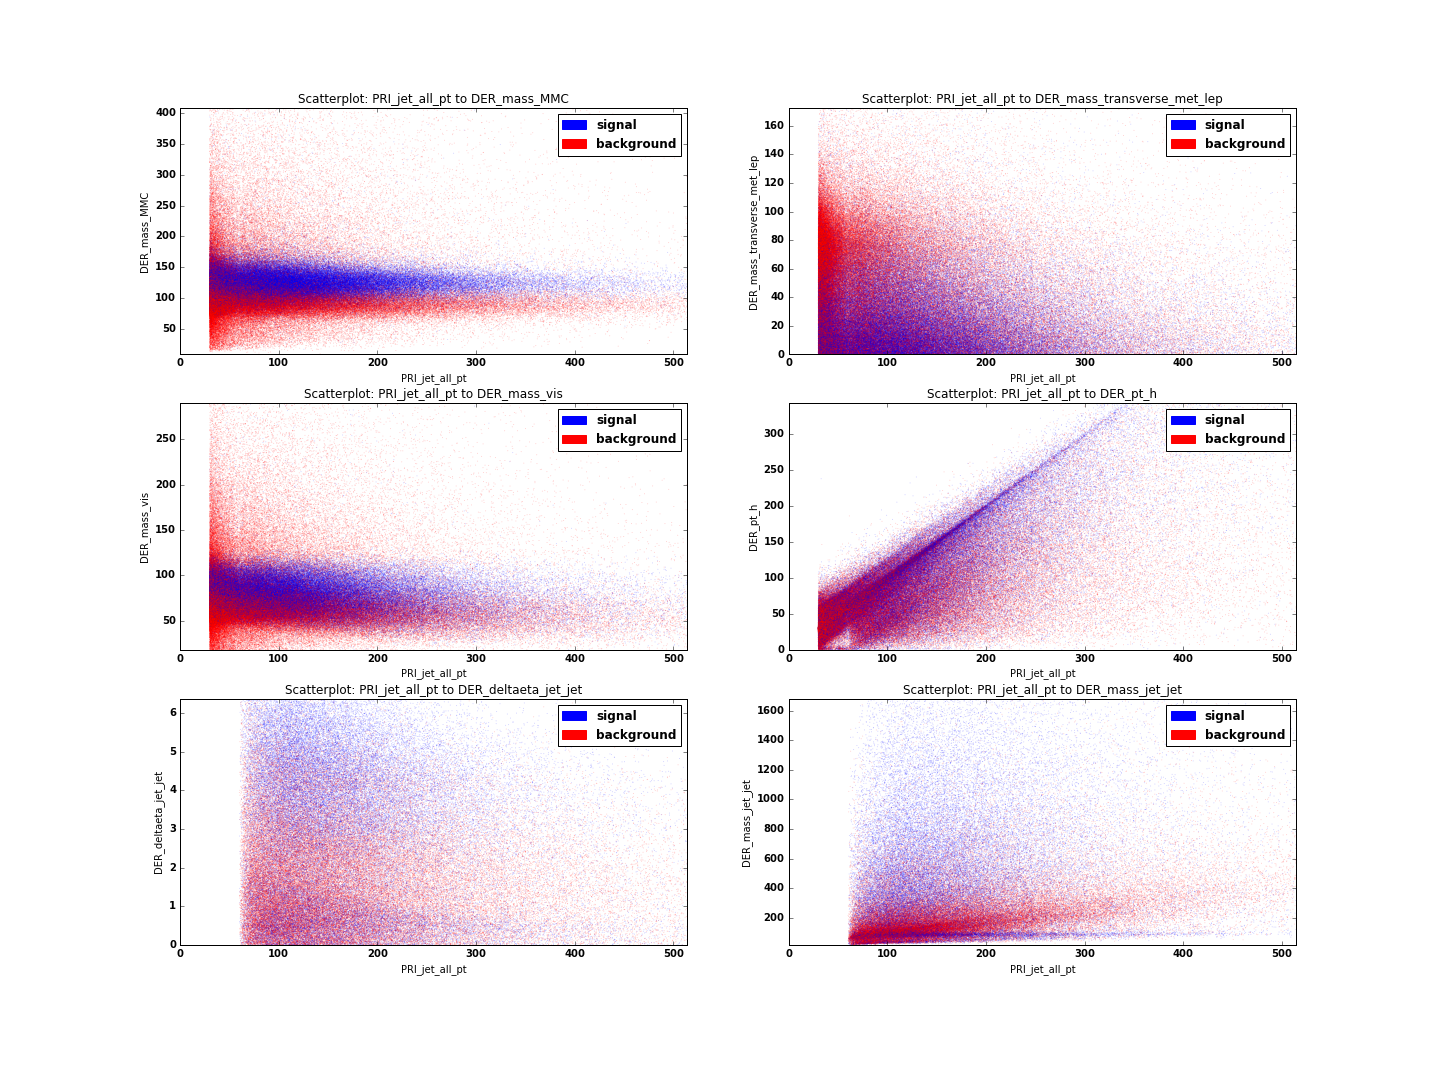 Scatterplot: PRI_jet_all_pt to DER_mass_MMC
DER_mass_MMC
400
350
300
250
200
150
100
50
signal
background
0 100 200 300 400 500
PRI_jet_all_pt
Scatterplot: PRI_jet_all_pt to DER_mass_transverse_met_lep
DER_mass_transverse_met_lep
160
140
120
100
80
60
40
20
0
signal
background
0 100 200 300 400 500
PRI_jet_all_pt
Scatterplot: PRI_jet_all_pt to DER_mass_vis
DER_mass_vis
250
200
150
100
50
signal
background
0 100 200 300 400 500
PRI_jet_all_pt
Scatterplot: PRI_jet_all_pt to DER_pt_h
DER_pt_h
300
250
200
150
100
50
0
signal
background
0 100 200 300 400 500
PRI_jet_all_pt
Scatterplot: PRI_jet_all_pt to DER_deltaeta_jet_jet
DER_deltaeta_jet_jet
6
5
4
3
2
1
0
signal
background
0 100 200 300 400 500
PRI_jet_all_pt
Scatterplot: PRI_jet_all_pt to DER_mass_jet_jet
DER_mass_jet_jet
1600
1400
1200
1000
800
600
400
200
signal
background
0 100 200 300 400 500
PRI_jet_all_pt